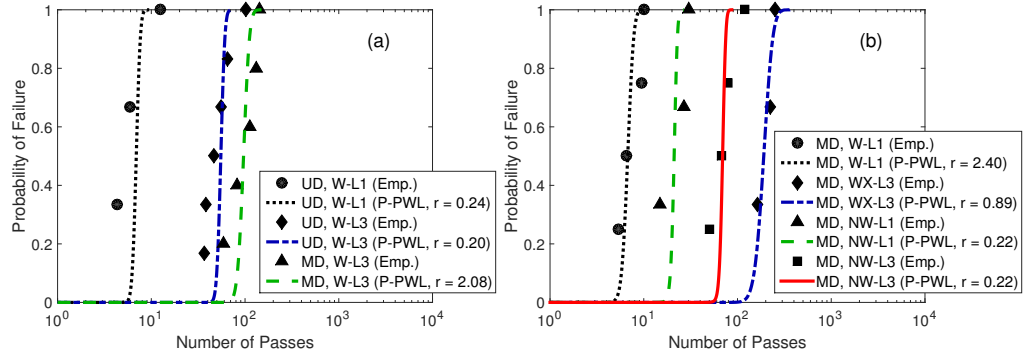 (a)
Probability of Failure
1
0.8
0.6
0.4
0.2
0
UD, W-L1 (Emp.)
UD, W-L1 (P-PWL, r = 0.24)
UD, W-L3 (Emp.)
UD, W-L3 (P-PWL, r = 0.20)
MD, W-L3 (Emp.)
MD, W-L3 (P-PWL, r = 2.08)
10^0
10^1
10^2
10^3
10^4
Number of Passes
(b)
Probability of Failure
1
0.8
0.6
0.4
0.2
0
MD, W-L1 (Emp.)
MD, W-L1 (P-PWL, r = 2.40)
MD, WX-L3 (Emp.)
MD, WX-L3 (P-PWL, r = 0.89)
MD, NW-L1 (Emp.)
MD, NW-L1 (P-PWL, r = 0.22)
MD, NW-L3 (Emp.)
MD, NW-L3 (P-PWL, r = 0.22)
10^0
10^1
10^2
10^3
10^4
Number of Passes